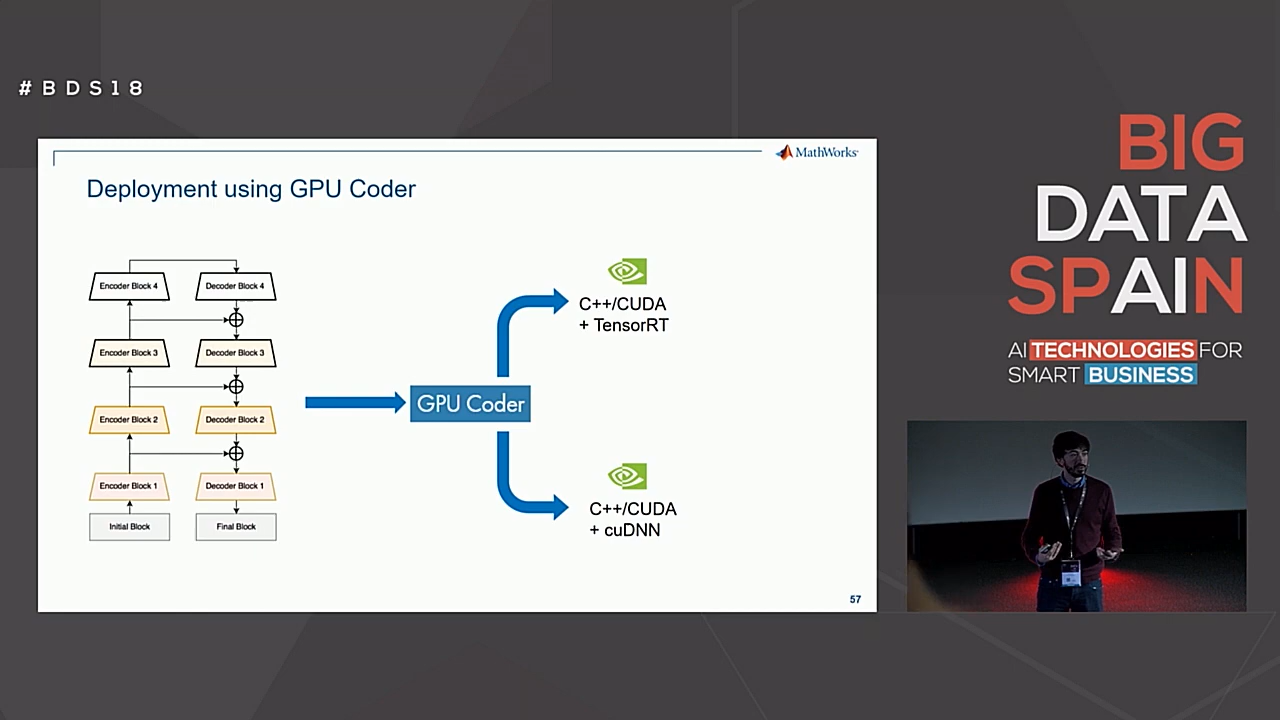 #BDS18
MathWorks
Deployment using GPU Coder
Encoder Block 4
Decoder Block 4
Encoder Block 3
Decoder Block 3
Encoder Block 2
Decoder Block 2
Encoder Block 1
Decoder Block 1
Initial Block
Final Block
GPU Coder
C++/CUDA
+ TensorRT
C++/CUDA
+ cuDNN
57
BIG
DATA
SPAIN
AI TECHNOLOGIES FOR
SMART BUSINESS